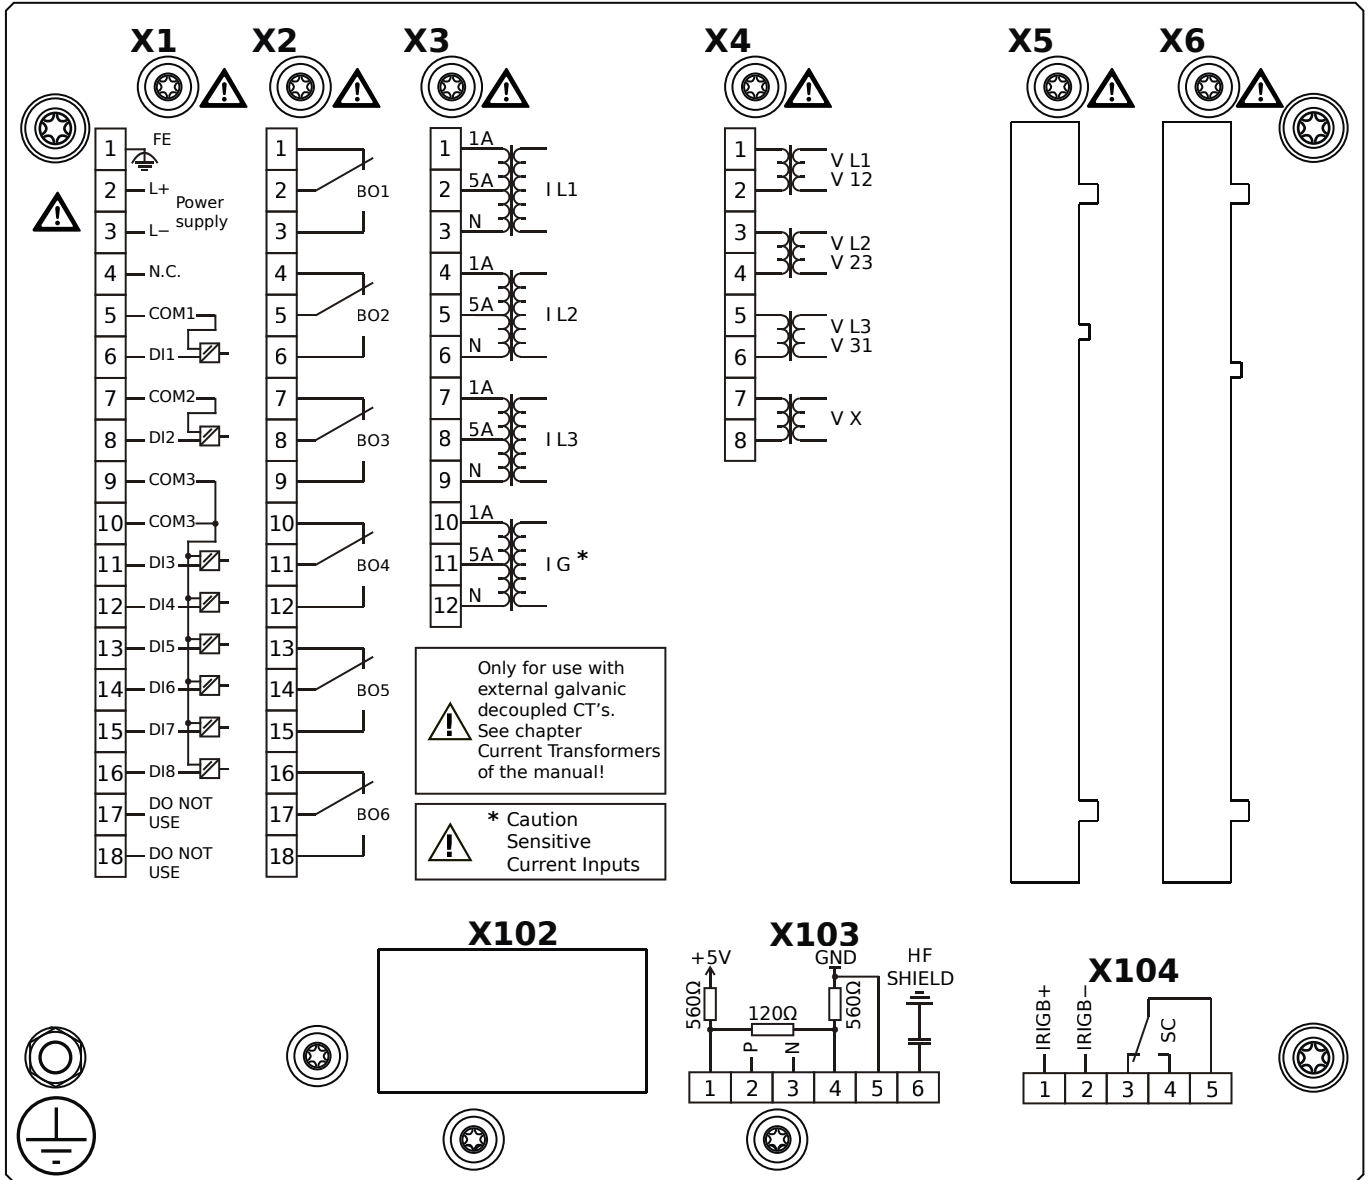 X1
X2
X3
X4
X5
X6
1
FE
2
L+
Power
supply
3
L−
4
N.C.
5
COM1
6
DI1
7
COM2
8
DI2
9
COM3
10
COM3
11
DI3
12
DI4
13
DI5
14
DI6
15
DI7
16
DI8
17
DO NOT
USE
18
DO NOT
USE
1
2
BO1
3
4
5
BO2
6
7
8
BO3
9
10
11
BO4
12
13
14
BO5
15
16
17
BO6
18
1
1A
2
5A
I L1
3
N
4
1A
5
5A
I L2
6
N
7
1A
8
5A
I L3
9
N
10
1A
11
5A
I G *
12
N
Only for use with
external galvanic
decoupled CT's.
See chapter
Current Transformers
of the manual!
* Caution
Sensitive
Current Inputs
1
2
V L1
V 12
3
4
V L2
V 23
5
6
V L3
V 31
7
8
V X
X102
X103
+5V
GND
HF
SHIELD
560Ω
120Ω
560Ω
P
N
1
2
3
4
5
6
X104
IRIGB+
IRIGB−
SC
1
2
3
4
5